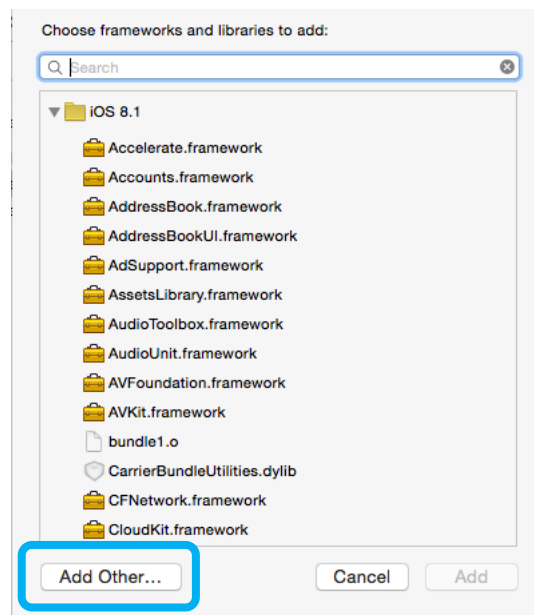 Choose frameworks and libraries to add:
Search
iOS 8.1
Accelerate.framework
Accounts.framework
AddressBook.framework
AddressBookUI.framework
AdSupport.framework
AssetsLibrary.framework
AudioToolbox.framework
AudioUnit.framework
AVFoundation.framework
AVKit.framework
bundle1.o
CarrierBundleUtilities.dylib
CFNetwork.framework
CloudKit.framework
Add Other... Cancel Add